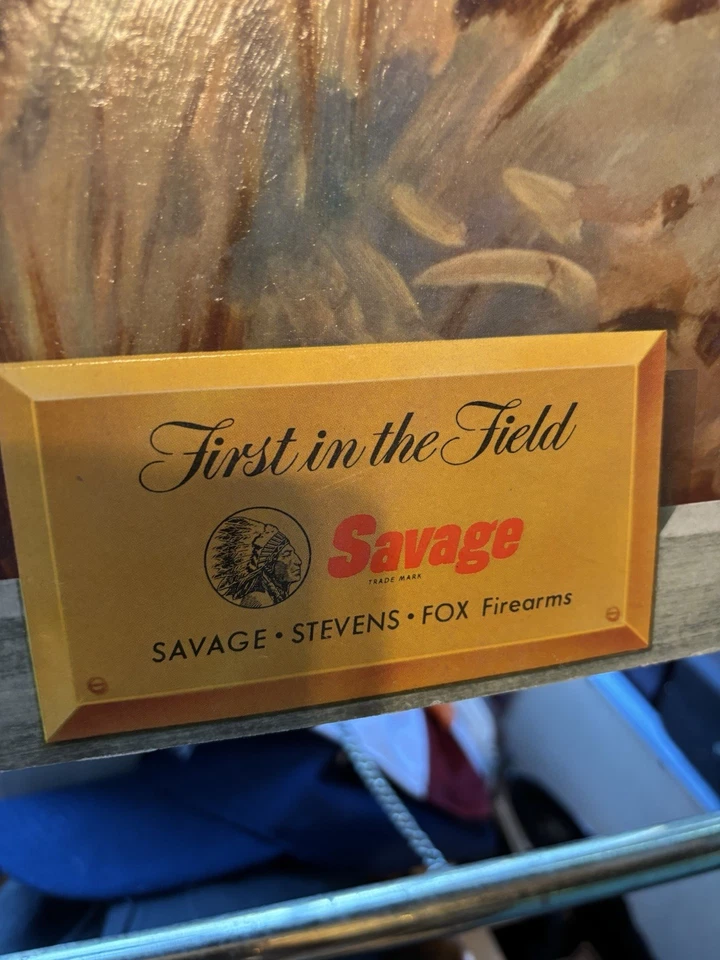 First in the Field
Savage
TRADE MARK
SAVAGE • STEVENS • FOX Firearms